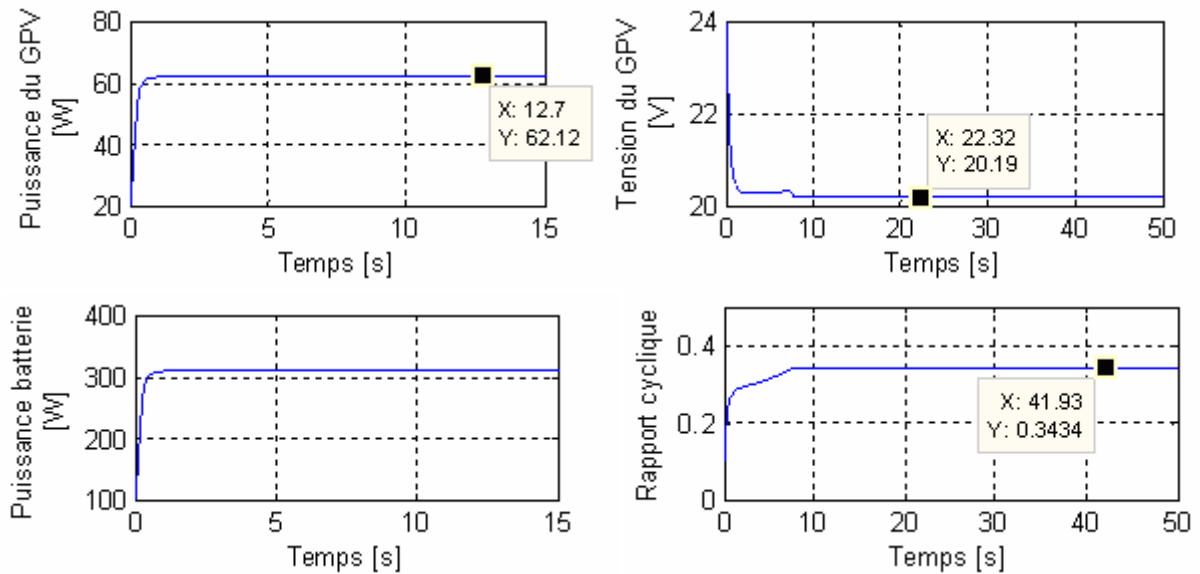 Puissance du GPV
[W]
80
60
40
20
0
5
10
15
Temps [s]
X: 12.7
Y: 62.12
Tension du GPV
[V]
24
22
20
0
10
20
30
40
50
Temps [s]
X: 22.32
Y: 20.19
Puissance batterie
[W]
400
300
200
100
0
5
10
15
Temps [s]
Rapport cyclique
0.4
0.2
0
0
10
20
30
40
50
Temps [s]
X: 41.93
Y: 0.3434